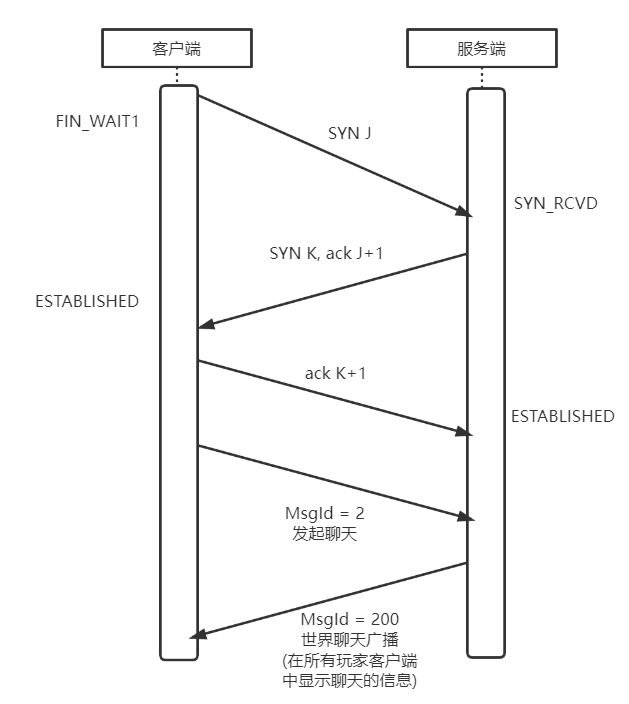 客户端
服务端
FIN_WAIT1
SYN J
SYN_RCVD
SYN K, ack J+1
ESTABLISHED
ack K+1
ESTABLISHED
MsgId = 2
发起聊天
MsgId = 200
世界聊天广播
(在所有玩家客户端
中显示聊天的信息)